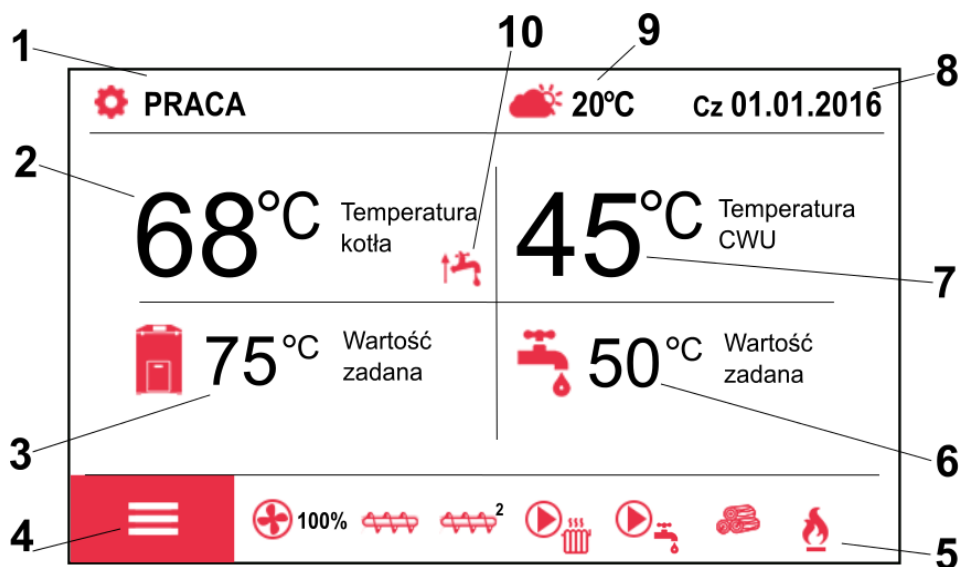 10 9
1 8
PRACA 20°C Cz 01.01.2016
2
68°C Temperatura kotła
45°C Temperatura CWU
7
75°C Wartość zadana
50°C Wartość zadana
3 6
4 100% 2 5